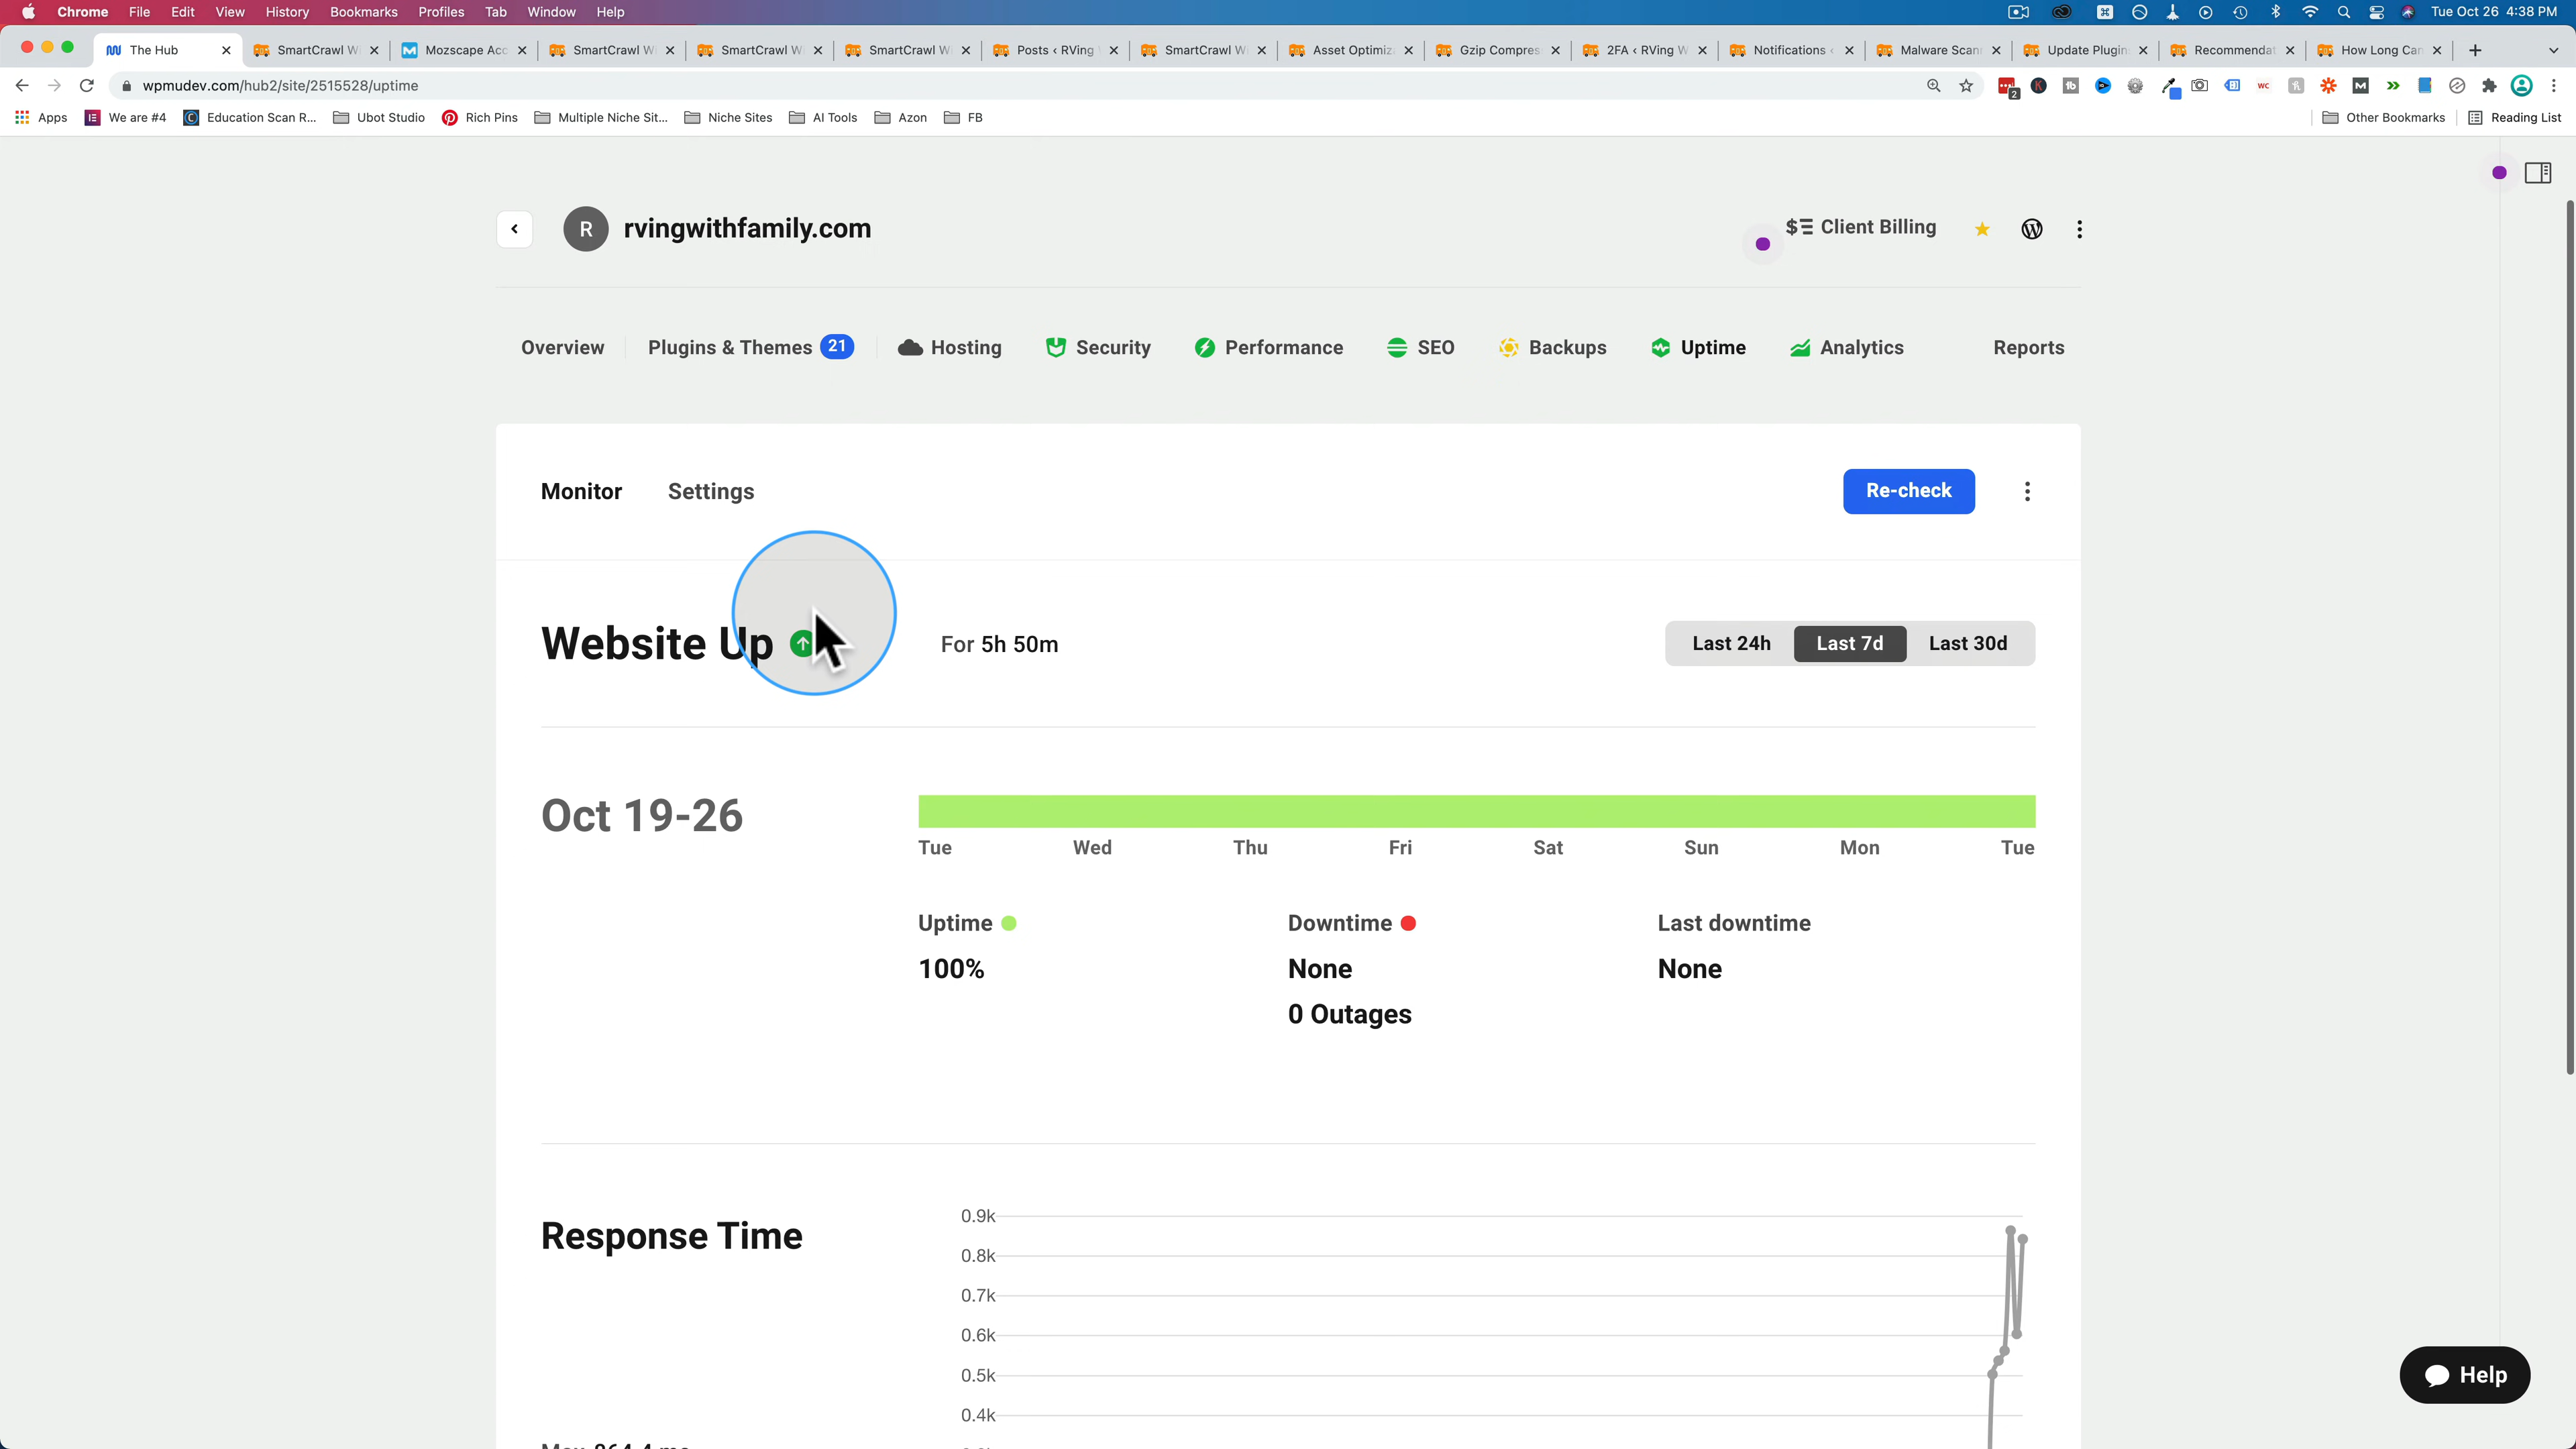 Chrome File Edit View History Bookmarks Profiles Tab Window Help Tue Oct 26 4:38 PM
The Hub SmartCrawl Wi Mozscape Acc SmartCrawl Wi SmartCrawl Wi SmartCrawl Wi Posts ‹ RVing SmartCrawl Wi Asset Optimiz Gzip Compres 2FA ‹ RVing W Notifications ‹ Malware Scan Update Plugin Recommendat How Long Can
wpmudev.com/hub2/site/2515528/uptime
Apps We are #4 Education Scan R... Ubot Studio Rich Pins Multiple Niche Sit... Niche Sites AI Tools Azon FB Other Bookmarks Reading List
R rvingwithfamily.com Client Billing
Overview Plugins & Themes 21 Hosting Security Performance SEO Backups Uptime Analytics Reports
Monitor Settings Re-check
Website Up For 5h 50m Last 24h Last 7d Last 30d
Oct 19-26
Tue Wed Thu Fri Sat Sun Mon Tue
Uptime Downtime Last downtime
100% None None
0 Outages
Response Time
0.9k
0.8k
0.7k
0.6k
0.5k
0.4k
Help